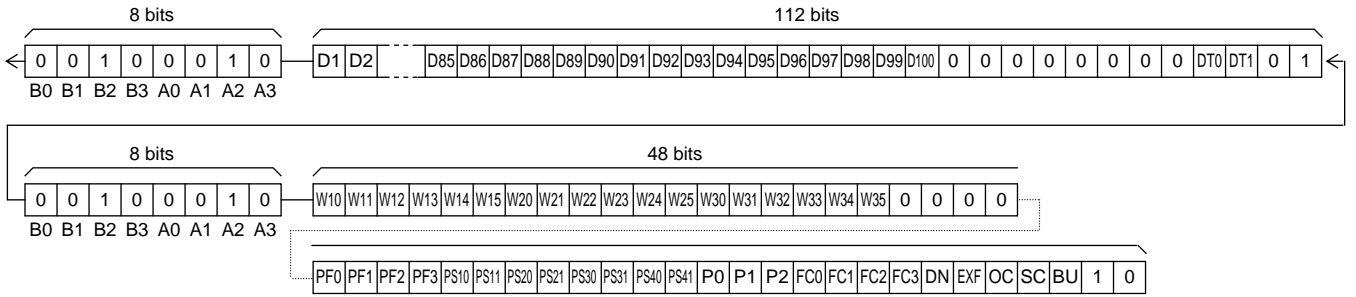 8 bits 112 bits
0 0 1 0 0 0 1 0 D1 D2 D85 D86 D87 D88 D89 D90 D91 D92 D93 D94 D95 D96 D97 D98 D99 D100 0 0 0 0 0 0 0 0 DT0 DT1 0 1
B0 B1 B2 B3 A0 A1 A2 A3
8 bits 48 bits
0 0 1 0 0 0 1 0 W10 W11 W12 W13 W14 W15 W20 W21 W22 W23 W24 W25 W30 W31 W32 W33 W34 W35 0 0 0 0
B0 B1 B2 B3 A0 A1 A2 A3
PF0 PF1 PF2 PF3 PS10 PS11 PS20 PS21 PS30 PS31 PS40 PS41 P0 P1 P2 FC0 FC1 FC2 FC3 DN EXF OC SC BU 1 0